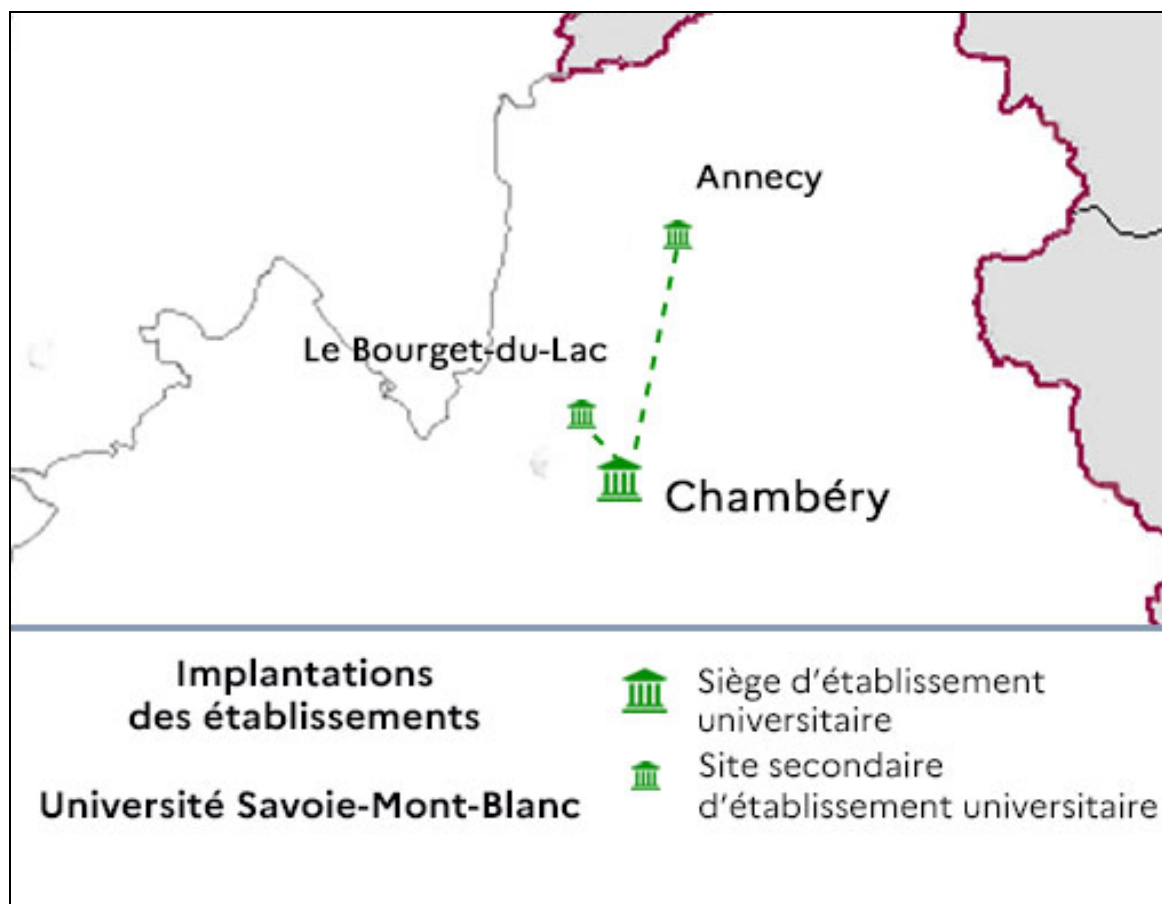 Annecy
Le Bourget-du-Lac
Chambéry
Implantations
des établissements
Université Savoie-Mont-Blanc
Siège d'établissement
universitaire
Site secondaire
d'établissement universitaire